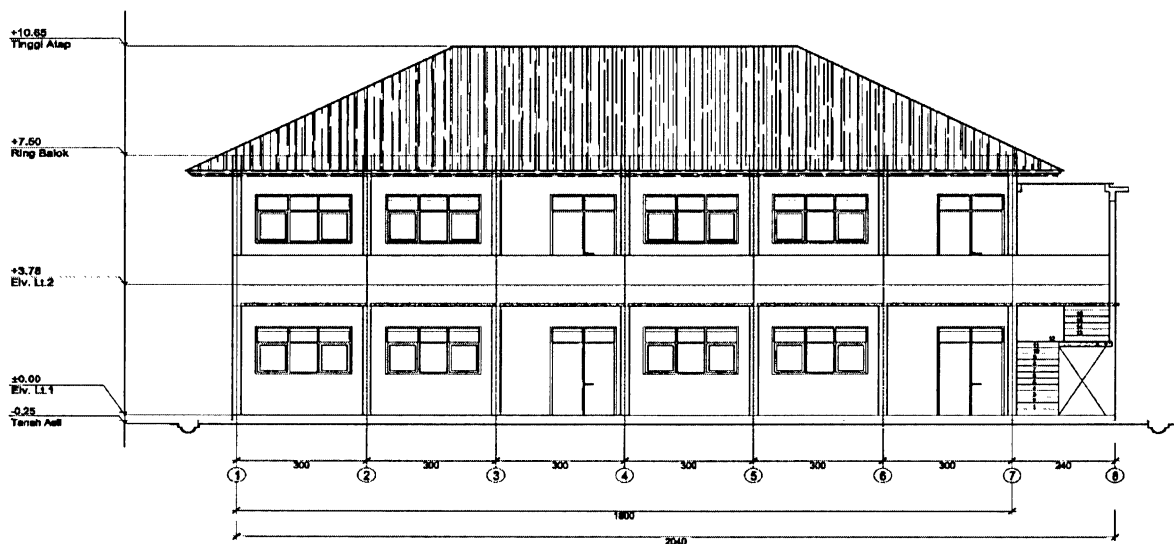 +10.65
Tinggi Atap
+7.50
Ring Balok
+3.78
Elv. Lt.2
±0.00
Elv. Lt.1
-0.25
Tanah Asli
300 300 300 300 300 300 240
1 2 3 4 5 6 7 8
1800
2040